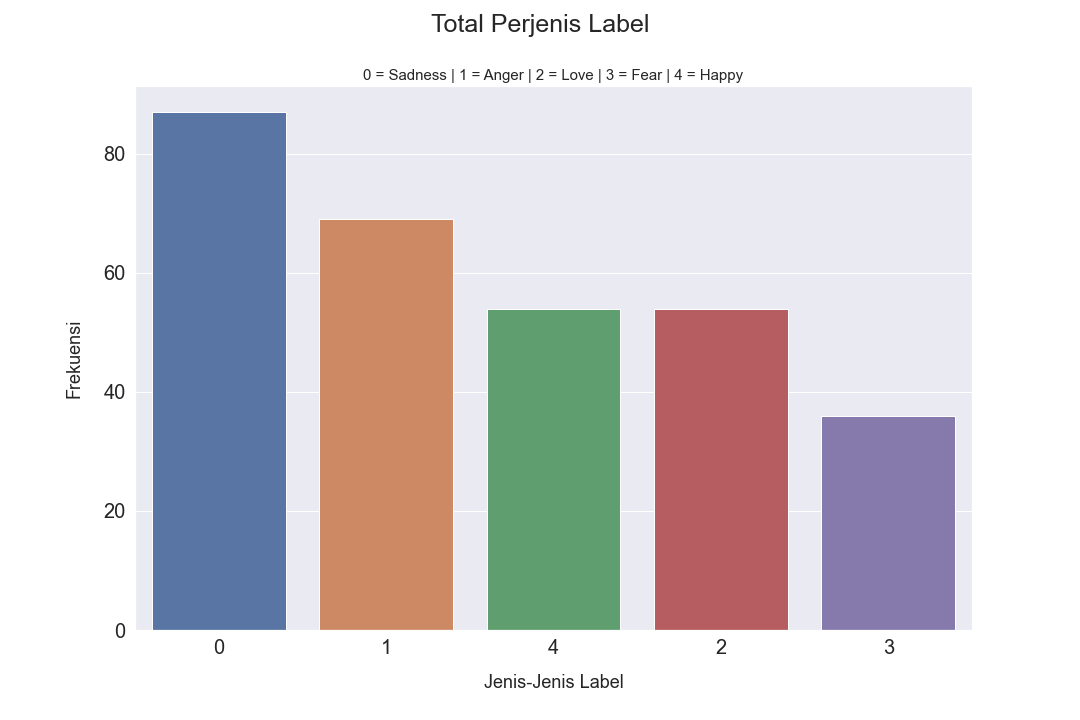 Total Perjenis Label
0 = Sadness | 1 = Anger | 2 = Love | 3 = Fear | 4 = Happy
80
60
40
20
0
Frekuensi
0 1 4 2 3
Jenis-Jenis Label